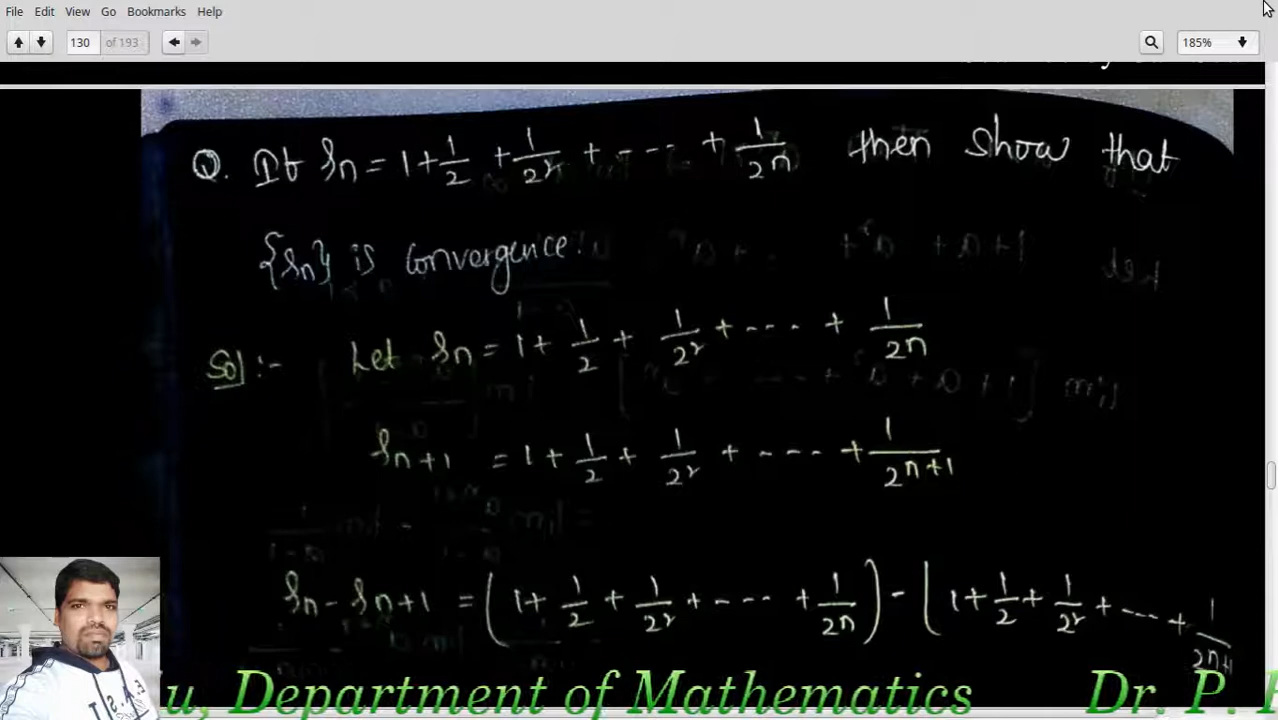 File Edit View Go Bookmarks Help
130 of 193 185%
Q. If Sn = 1 + 1/2 + 1/2² + ---- + 1/2ⁿ then show that
{Sn} is convergence.
Sol :- Let Sn = 1 + 1/2 + 1/2² + ---- + 1/2ⁿ
Sn+1 = 1 + 1/2 + 1/2² + ---- + 1/2ⁿ⁺¹
Sn - Sn+1 = (1 + 1/2 + 1/2² + ---- + 1/2ⁿ) - (1 + 1/2 + 1/2² + ---- + 1/2ⁿ⁺¹
u, Department of Mathematics Dr. P.